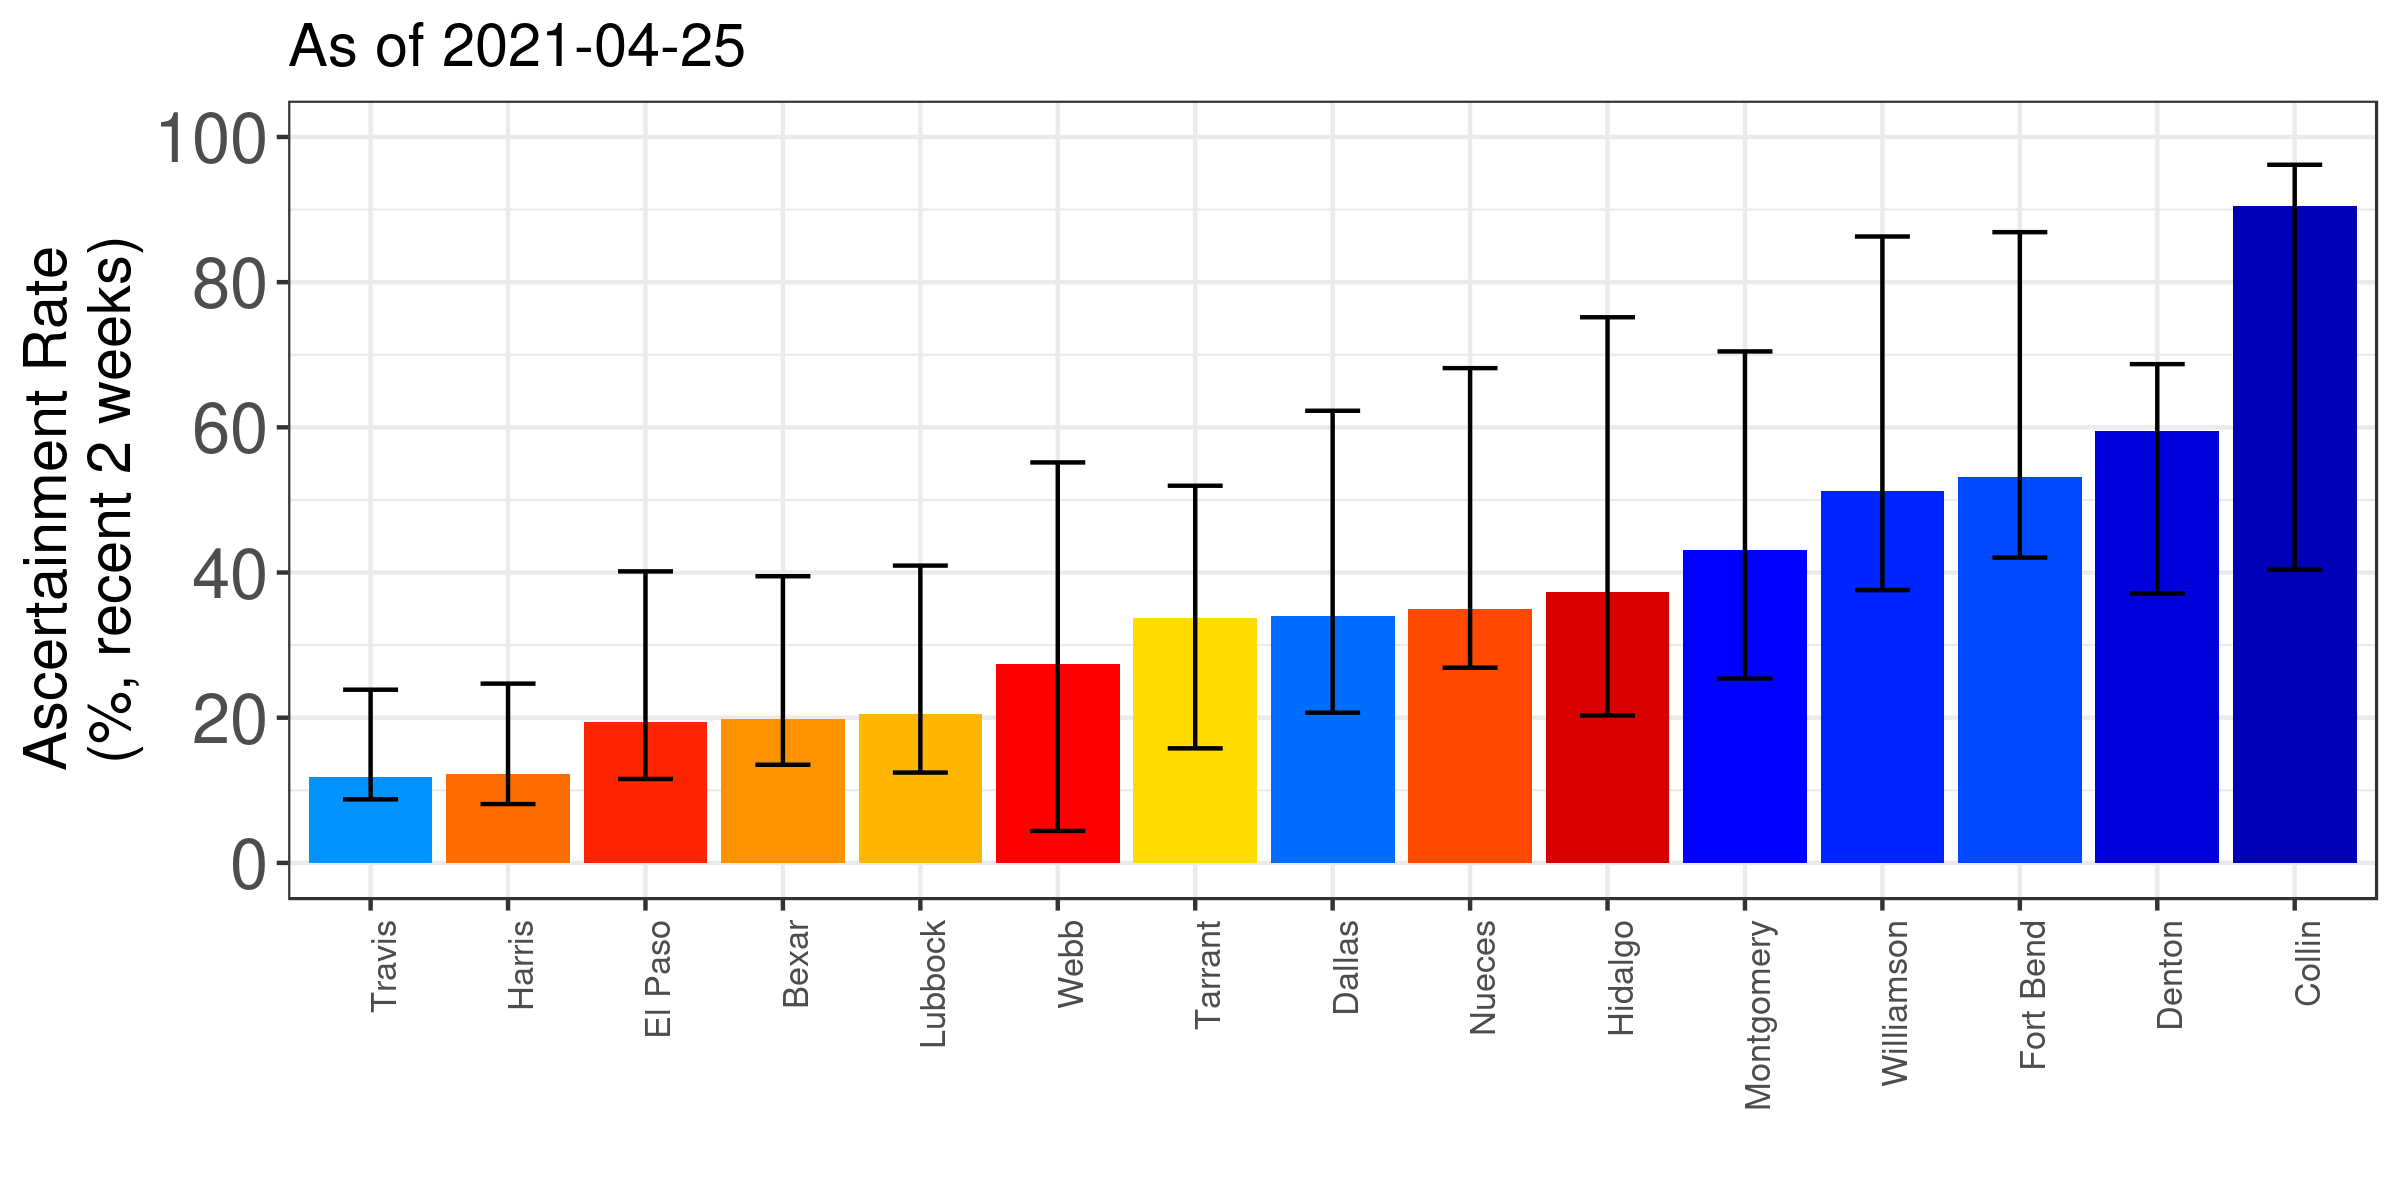 As of 2021-04-25
Ascertainment Rate
(%, recent 2 weeks)
100
80
60
40
20
0
Travis
Harris
El Paso
Bexar
Lubbock
Webb
Tarrant
Dallas
Nueces
Hidalgo
Montgomery
Williamson
Fort Bend
Denton
Collin